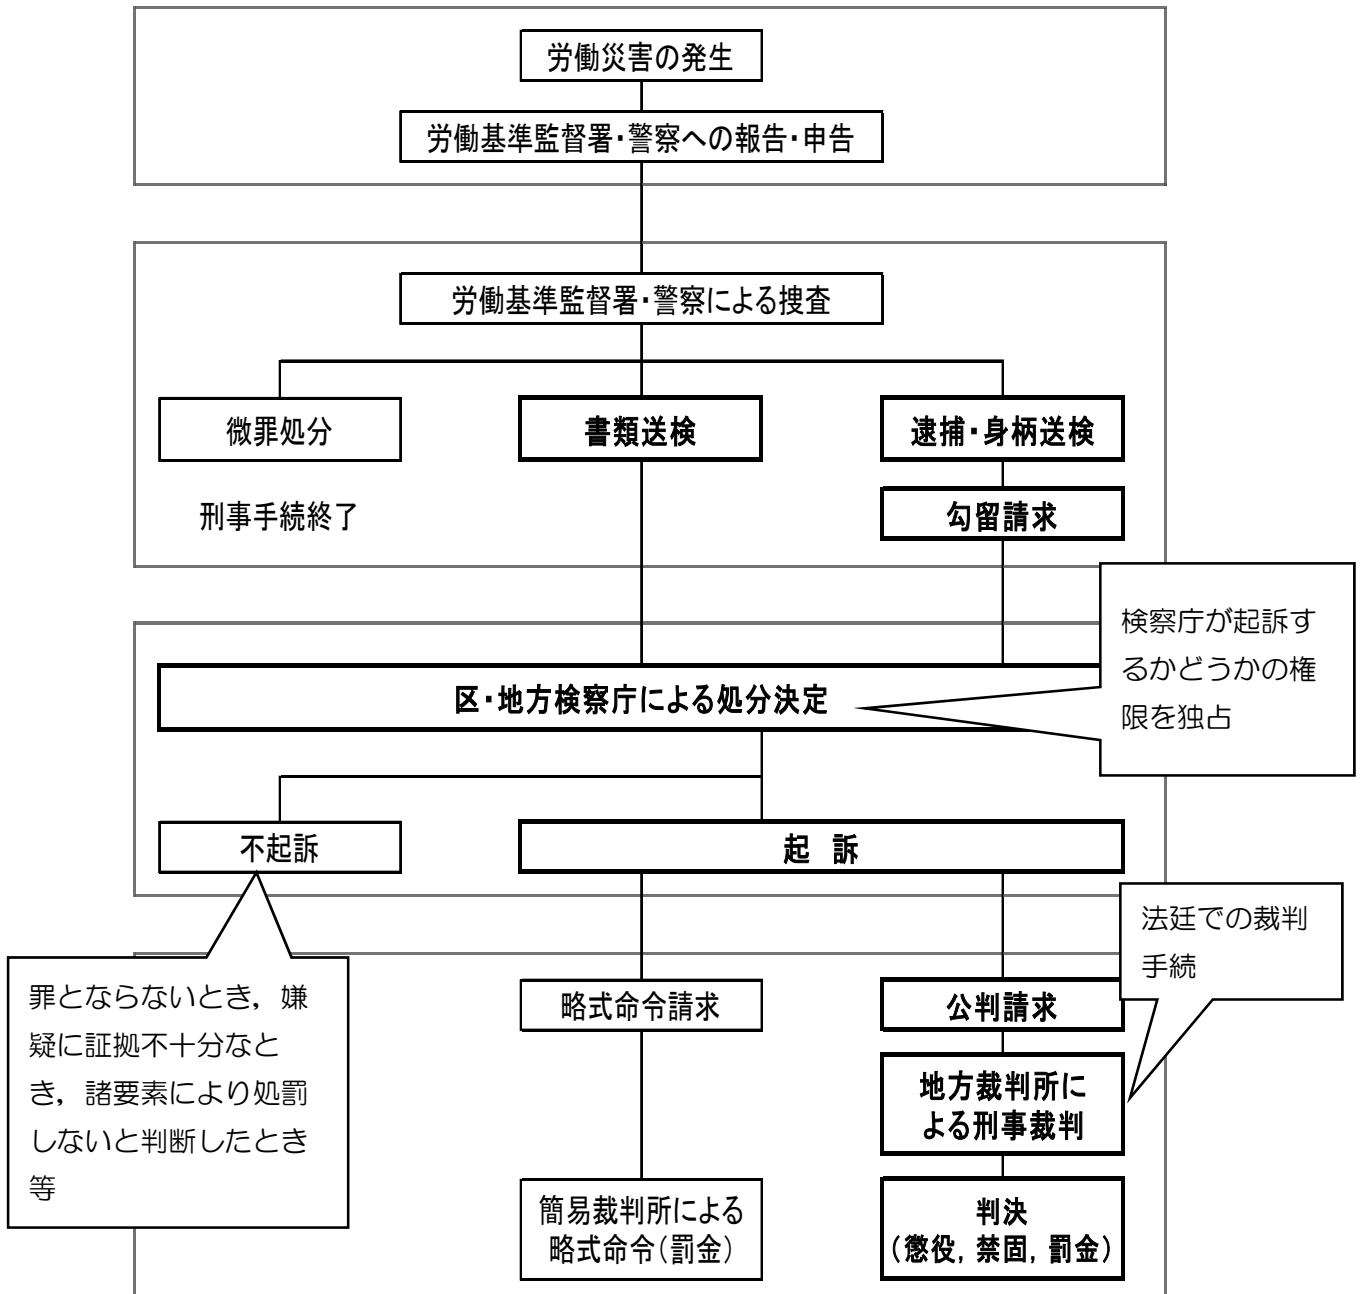 労働災害の発生
労働基準監督署・警察への報告・申告
労働基準監督署・警察による捜査
微罪処分
書類送検
逮捕・身柄送検
刑事手続終了
勾留請求
検察庁が起訴す
るかどうかの権
限を独占
区・地方検察庁による処分決定
不起訴
起 訴
法廷での裁判
手続
罪とならないとき，嫌
疑に証拠不十分なと
き，諸要素により処罰
しないと判断したとき
等
略式命令請求
公判請求
地方裁判所に
よる刑事裁判
簡易裁判所による
略式命令（罰金）
判決
（懲役，禁固，罰金）